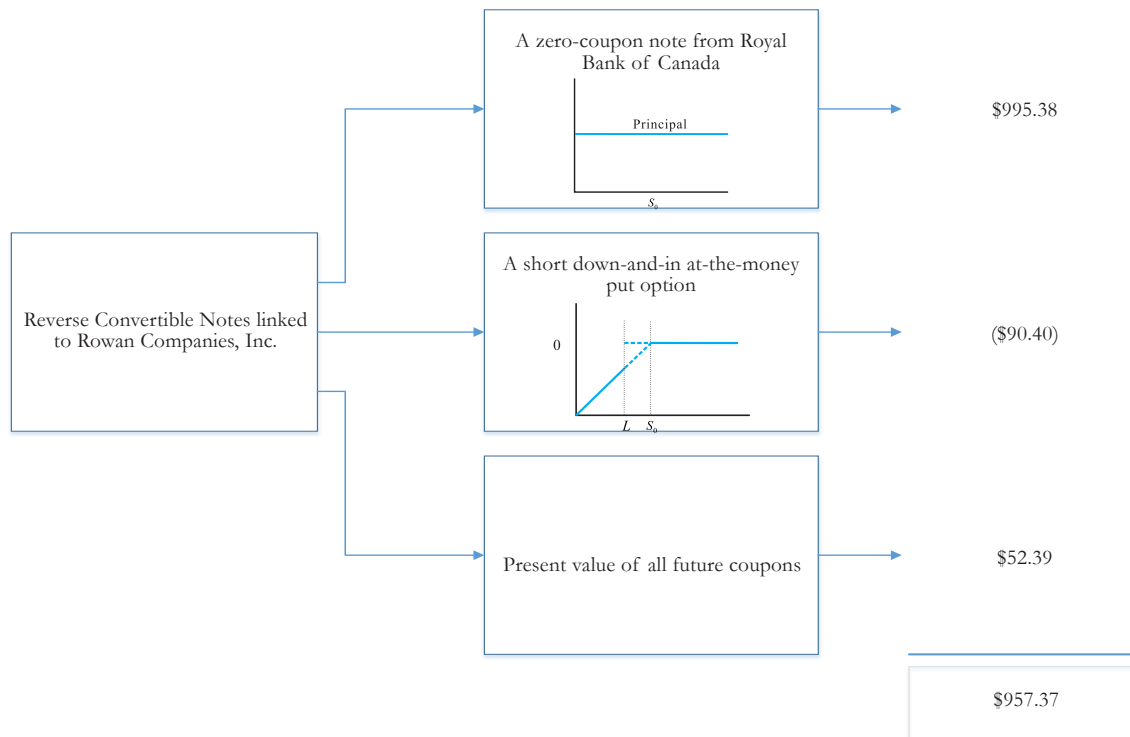 A zero-coupon note from Royal
Bank of Canada
Principal
S₀
$995.38
Reverse Convertible Notes linked
to Rowan Companies, Inc.
A short down-and-in at-the-money
put option
0
L S₀
($90.40)
Present value of all future coupons
$52.39
$957.37